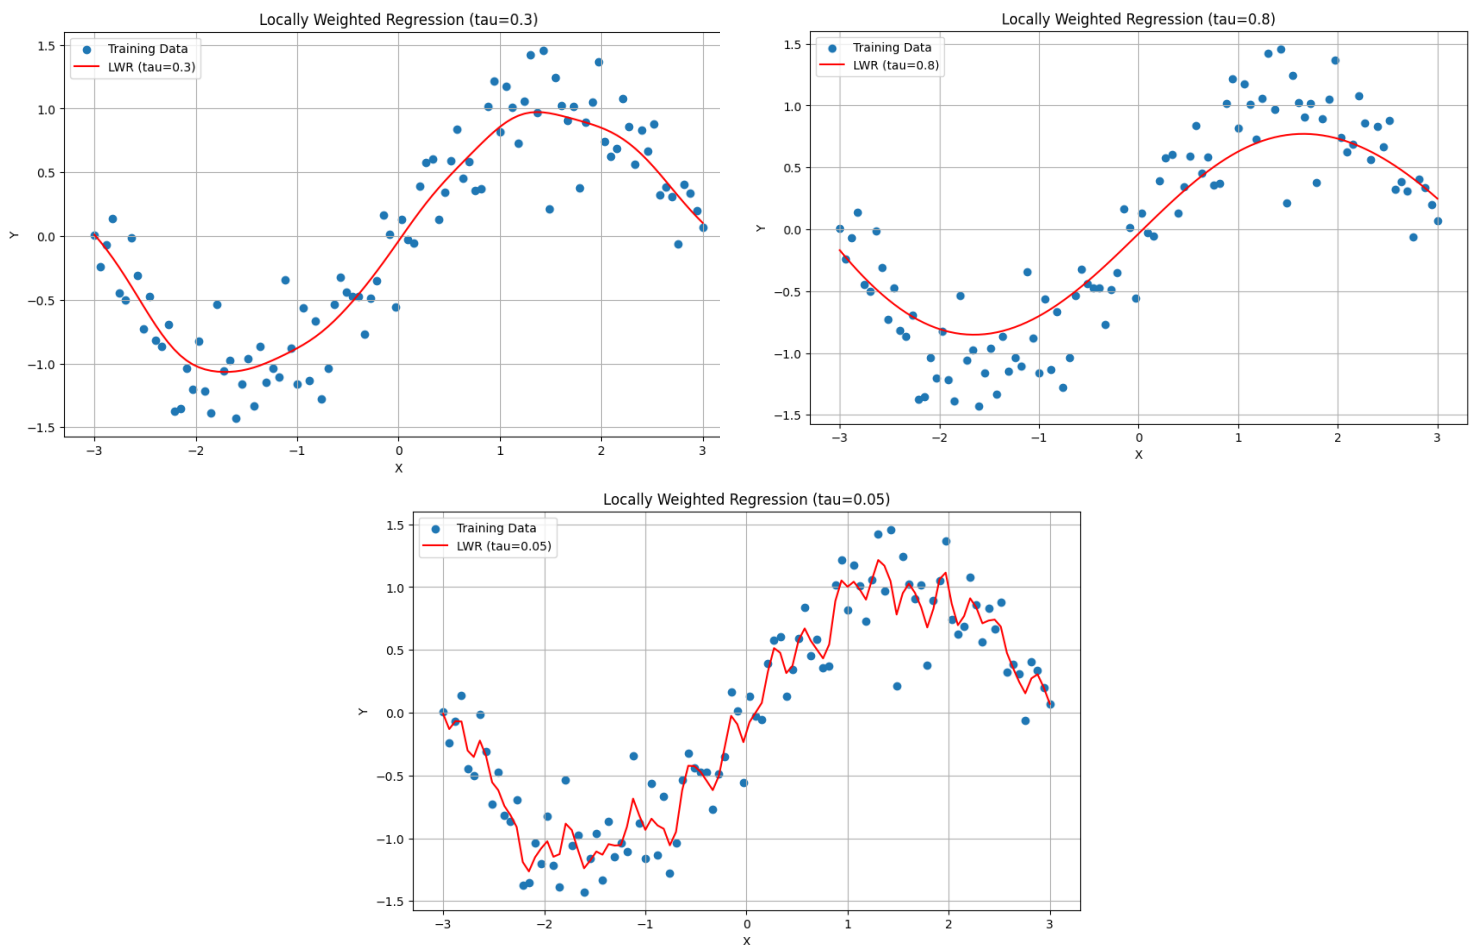 Locally Weighted Regression (tau=0.3)
Training Data
LWR (tau=0.3)
1.5
1.0
0.5
0.0
−0.5
−1.0
−1.5
Y
−3 −2 −1 0 1 2 3
X
Locally Weighted Regression (tau=0.8)
Training Data
LWR (tau=0.8)
1.5
1.0
0.5
0.0
−0.5
−1.0
−1.5
Y
−3 −2 −1 0 1 2 3
X
Locally Weighted Regression (tau=0.05)
Training Data
LWR (tau=0.05)
1.5
1.0
0.5
0.0
−0.5
−1.0
−1.5
Y
−3 −2 −1 0 1 2 3
X